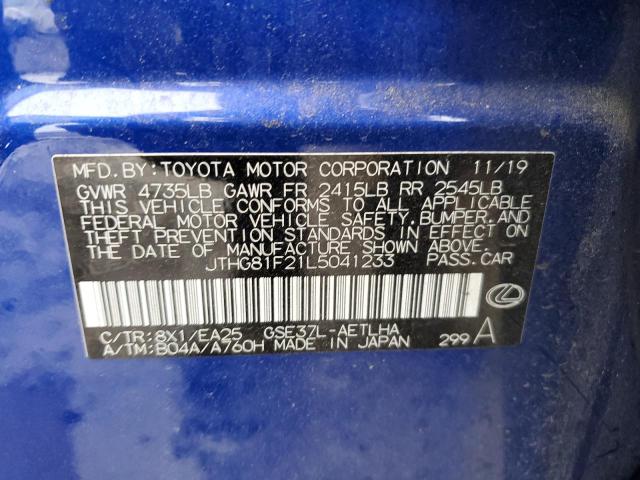 MFD.BY:TOYOTA MOTOR CORPORATION 11/19
GVWR 4735LB GAWR FR 2415LB RR 2545LB
THIS VEHICLE CONFORMS TO ALL APPLICABLE
FEDERAL MOTOR VEHICLE SAFETY, BUMPER, AND
THEFT PREVENTION STANDARDS IN EFFECT ON
THE DATE OF MANUFACTURE SHOWN ABOVE.
JTHG81F21L5041233 PASS.CAR
C/TR:8X1/EA25 GSE37L-AETLHA
A/TM:B04A/A760H MADE IN JAPAN 299 A